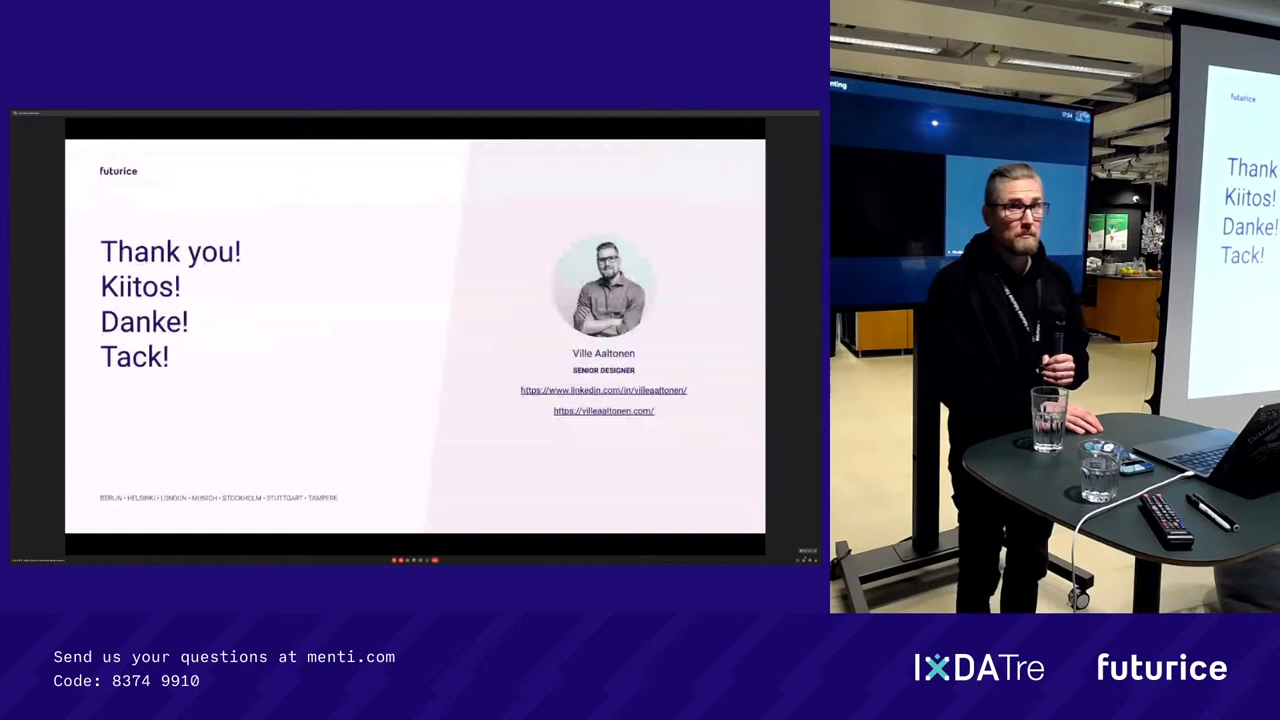 futurice
Thank you!
Kiitos!
Danke!
Tack!
Ville Aaltonen
SENIOR DESIGNER
https://www.linkedin.com/in/villeaaltonen/
https://villeaaltonen.com/
BERLIN • HELSINKI • LONDON • MUNICH • STOCKHOLM • STUTTGART • TAMPERE
17:54
futurice
Thank
Kiitos!
Danke!
Tack!
Send us your questions at menti.com
Code: 8374 9910
IXDATre
futurice